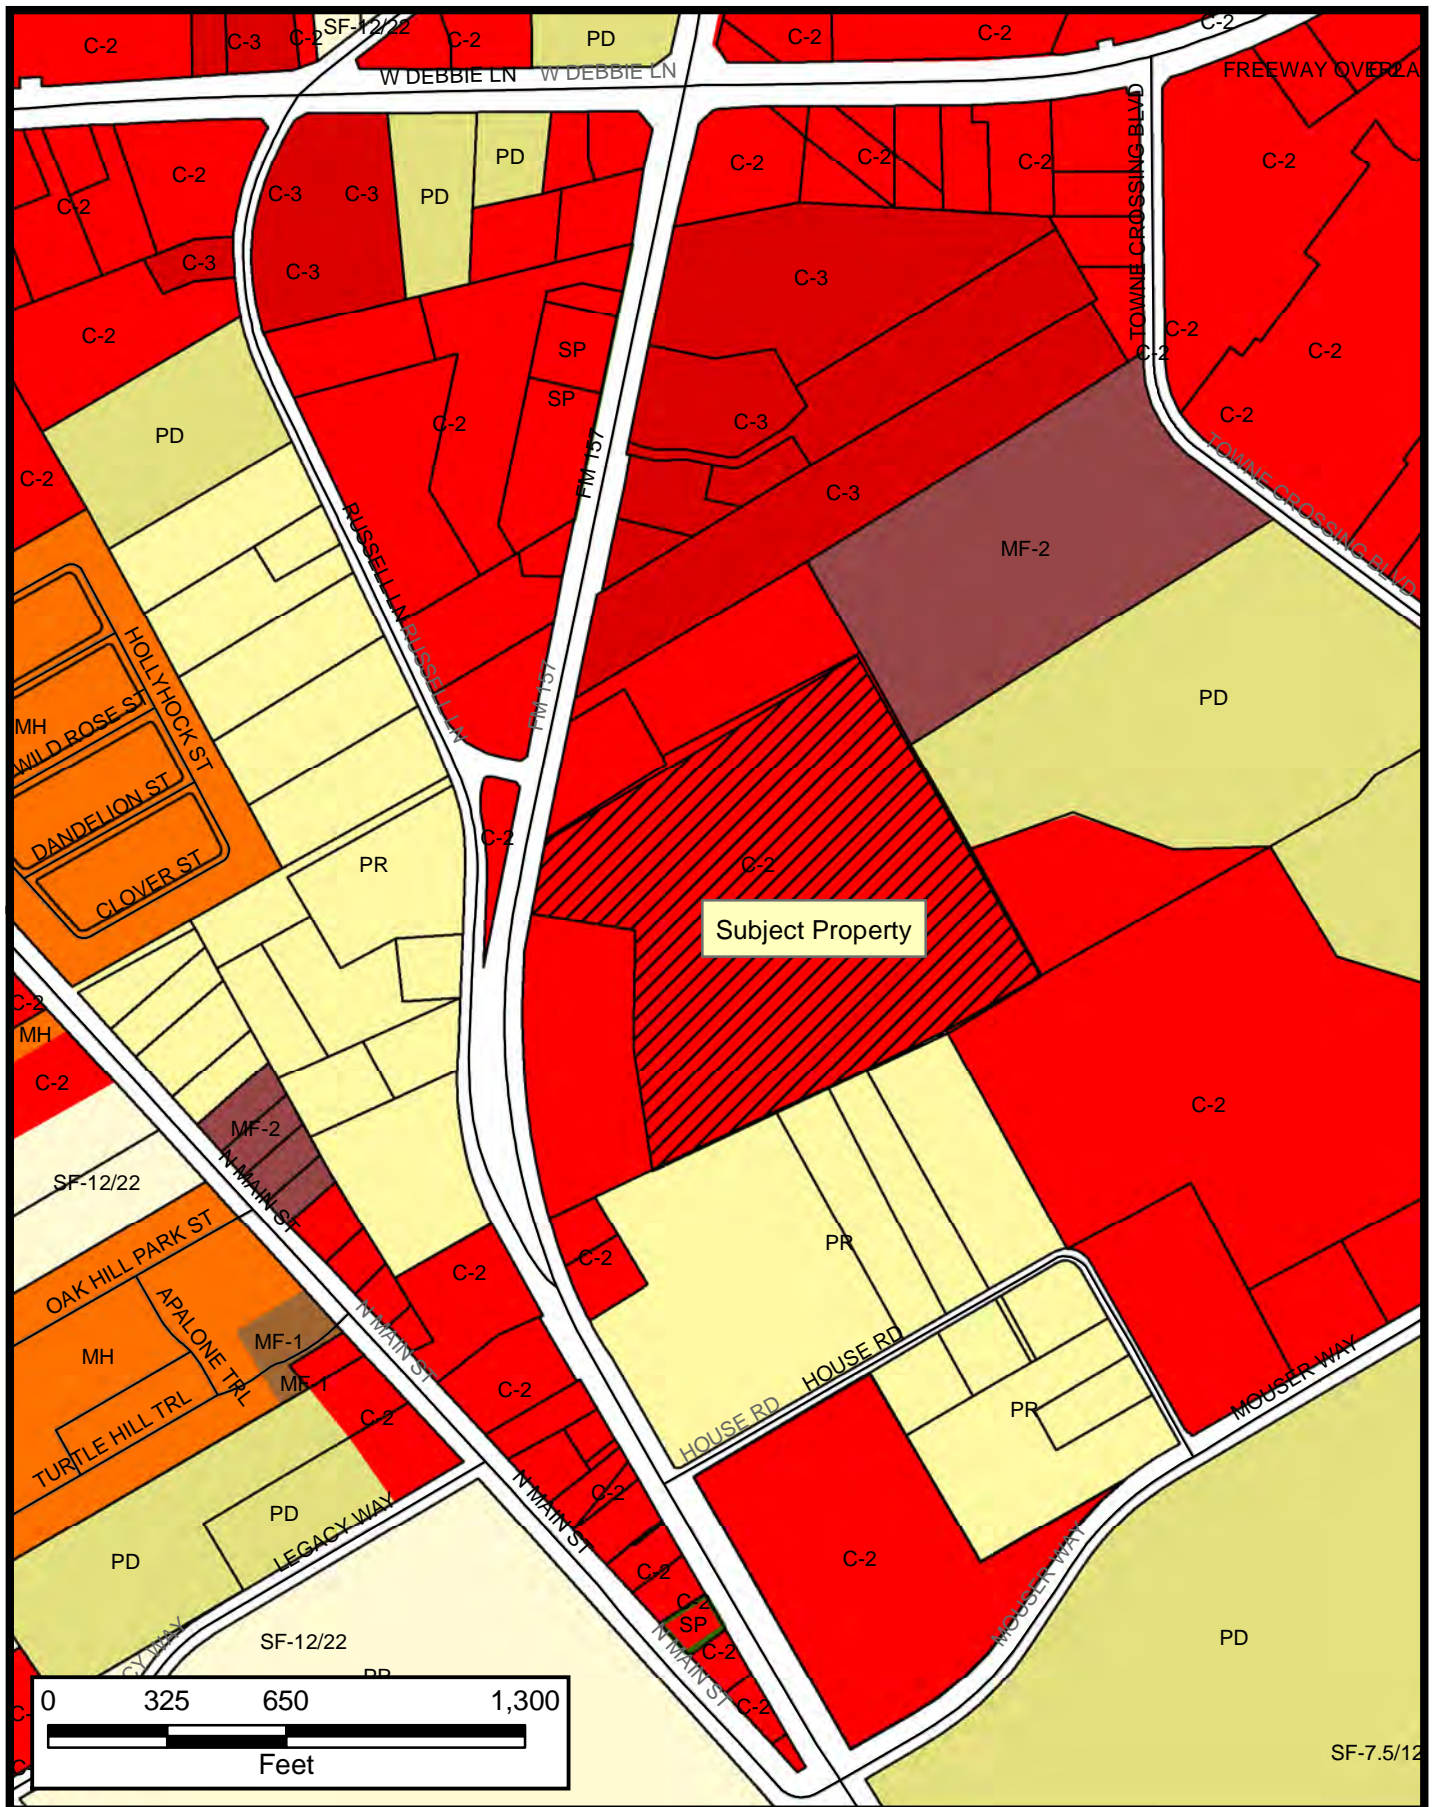 C-2
C-3
C-2
SF-12/22
C-2
PD
C-2
C-2
C-2
W DEBBIE LN
W DEBBIE LN
FREEWAY
TOWNE CROSSING BLVD
C-2
C-2
C-3
C-3
PD
PD
C-2
C-2
C-2
C-2
C-3
C-3
C-3
C-2
PD
C-2
SP
SP
C-2
C-3
C-3
C-2
C-2
C-2
C-2
TOWNE CROSSING BLVD
FM 157
FM 157
RUSSELL LN
RUSSELL LN
MF-2
PD
HOLLYHOCK ST
MH
WILD ROSE ST
DANDELION ST
CLOVER ST
PR
C-2
C-2
Subject Property
C-2
MH
C-2
MF-2
SF-12/22
N MAIN ST
OAK HILL PARK ST
APALONE TRL
MH
TURTLE HILL TRL
MF-1
MF-1
N MAIN ST
C-2
C-2
C-2
C-2
PR
C-2
HOUSE RD
HOUSE RD
PR
MOUSER WAY
PD
PD
LEGACY WAY
N MAIN ST
C-2
C-2
C-2
SP
C-2
C-2
N MAIN ST
C-2
MOUSER WAY
PD
SF-12/22
PR
SF-7.5/12
0 325 650 1,300
Feet